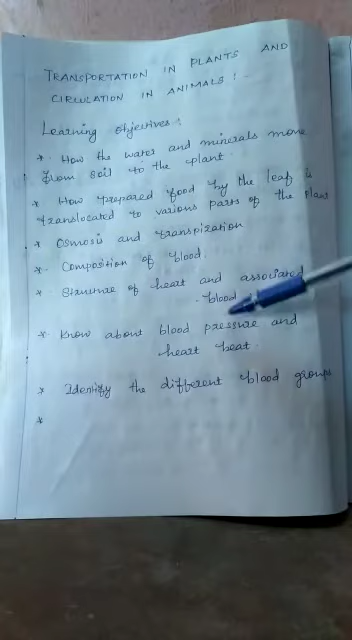 TRANSPORTATION IN PLANTS AND
CIRCULATION IN ANIMALS:-
Learning objectives:
* How the water and minerals move
from soil to the plant.
* How prepared food by the leaf is
translocated to various parts of the plant
* Osmosis and transpiration
* Composition of blood.
* Structure of heart and associated
blood
* Know about blood pressure and
heart beat.
* Identify the different blood groups
*